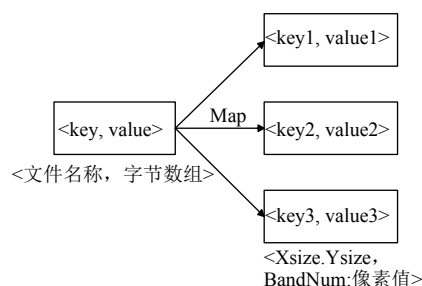 <key1, value1>
<key, value>
Map
<key2, value2>
<文件名称，字节数组>
<key3, value3>
<Xsize.Ysize，
BandNum:像素值>